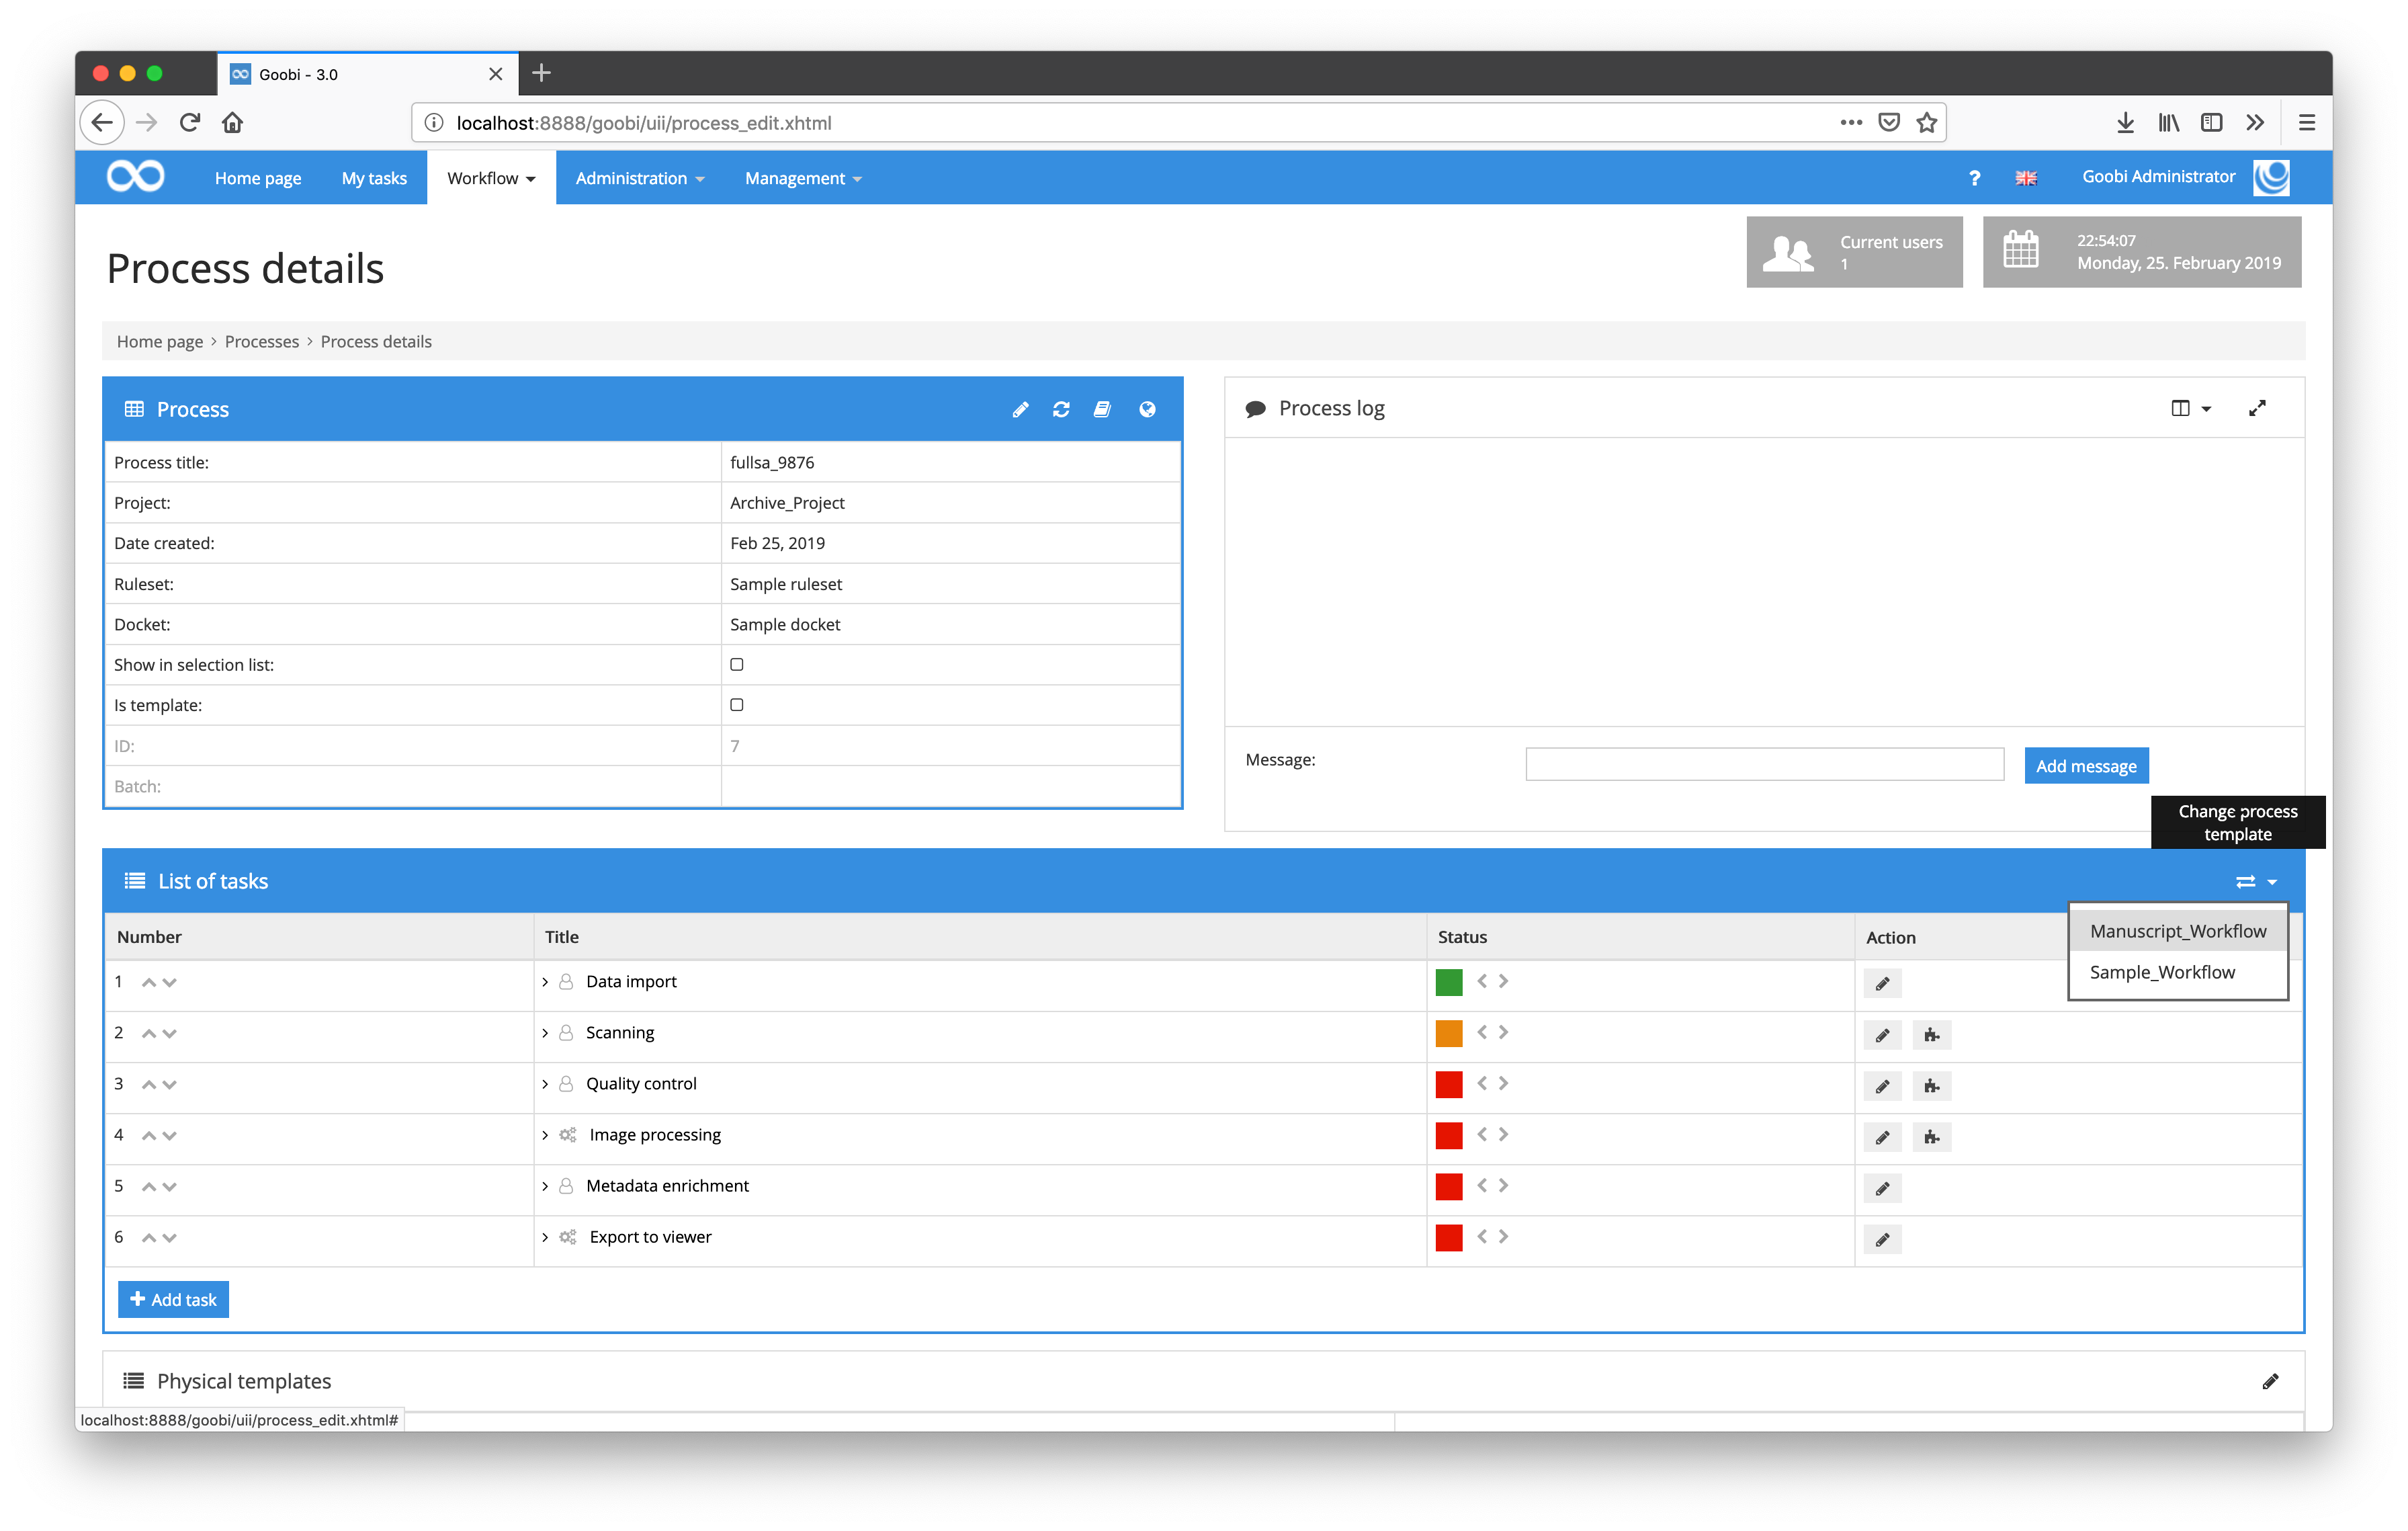 Goobi - 3.0
localhost:8888/goobi/uii/process_edit.xhtml
Home page
My tasks
Workflow
Administration
Management
?
Goobi Administrator
Process details
Current users
1
22:54:07
Monday, 25. February 2019
Home page > Processes > Process details
Process
Process title: fullsa_9876
Project: Archive_Project
Date created: Feb 25, 2019
Ruleset: Sample ruleset
Docket: Sample docket
Show in selection list:
Is template:
ID: 7
Batch:
Process log
Message:
Add message
Change process
template
List of tasks
Manuscript_Workflow
Sample_Workflow
Number Title Status Action
1 Data import
2 Scanning
3 Quality control
4 Image processing
5 Metadata enrichment
6 Export to viewer
Add task
Physical templates
localhost:8888/goobi/uii/process_edit.xhtml#